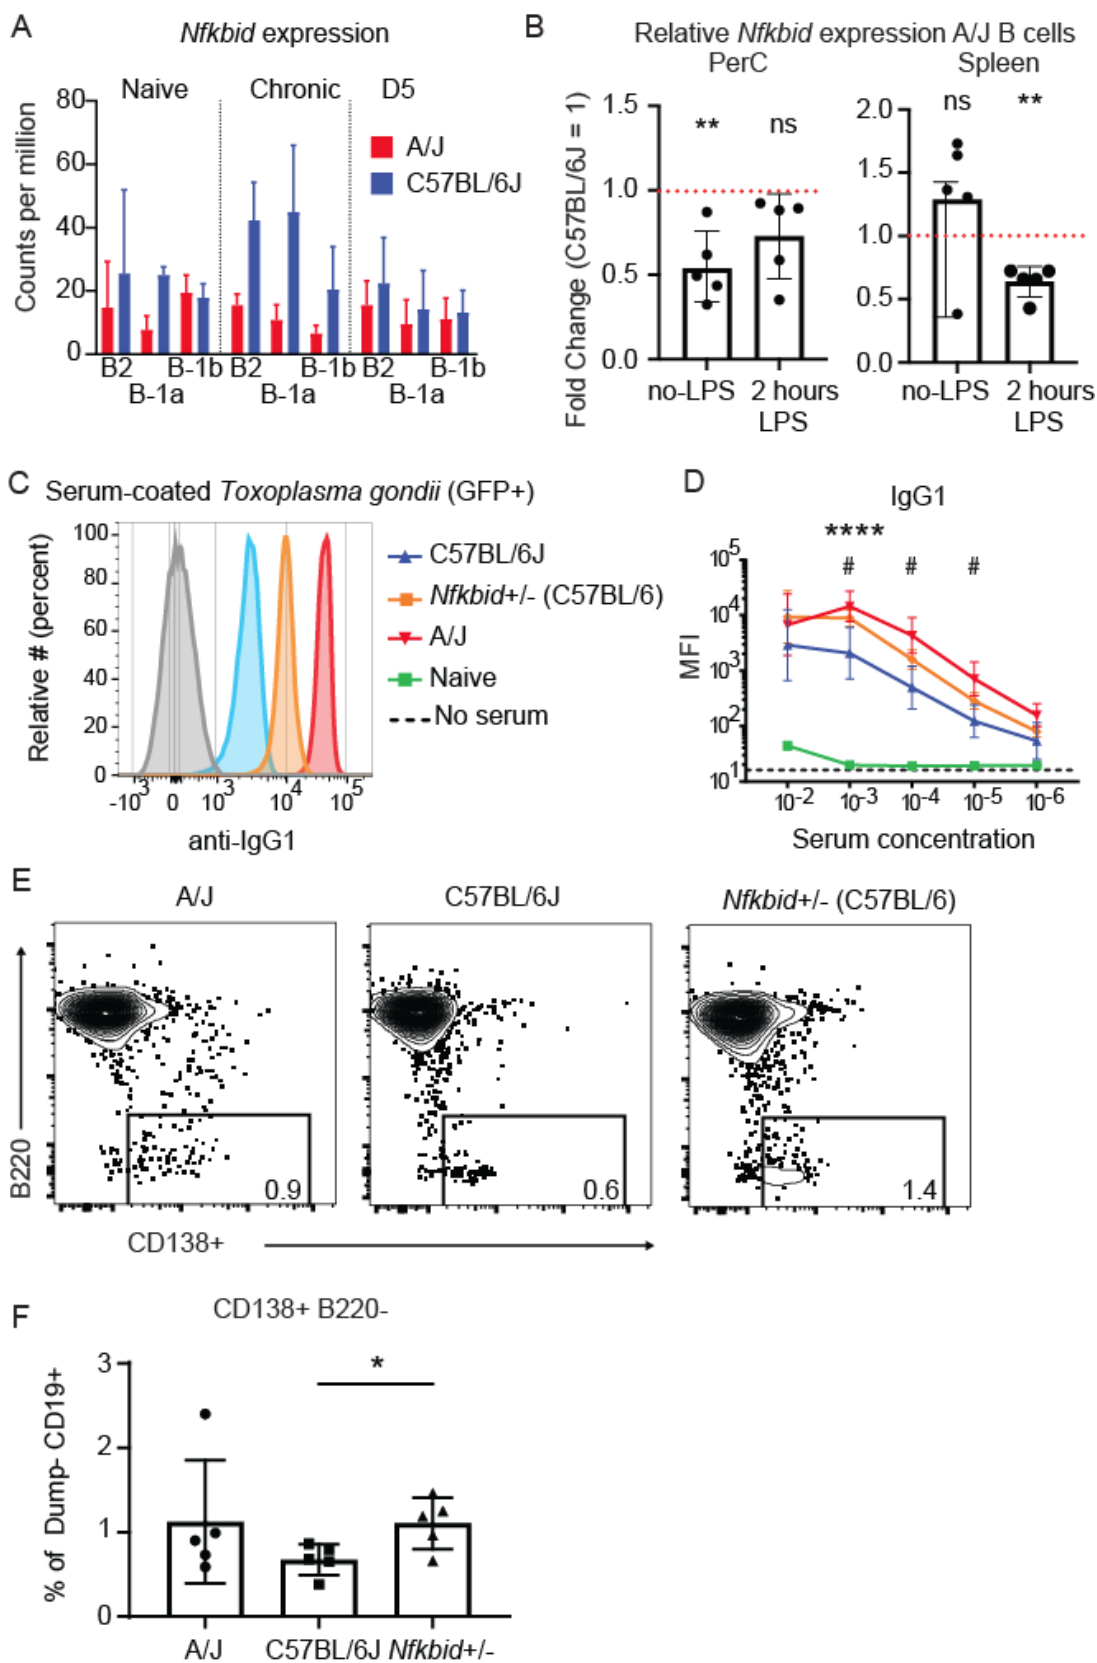 A
Nfkbid expression
Naive Chronic D5
Counts per million
80
60
40
20
0
A/J
C57BL/6J
B2 B-1b B2 B-1b B2 B-1b
B-1a B-1a B-1a
B
Relative Nfkbid expression A/J B cells
PerC Spleen
Fold Change (C57BL/6J = 1)
1.5
1.0
0.5
0.0
** ns
no-LPS 2 hours
LPS
2.0
1.5
1.0
0.5
0.0
ns **
no-LPS 2 hours
LPS
C
Serum-coated Toxoplasma gondii (GFP+)
Relative # (percent)
100
80
60
40
20
0
-10³ 0 10³ 10⁴ 10⁵
anti-IgG1
C57BL/6J
Nfkbid+/- (C57BL/6)
A/J
Naive
No serum
D
IgG1
****
# # #
MFI
10⁵
10⁴
10³
10²
10¹
10-2 10-3 10-4 10-5 10-6
Serum concentration
E
A/J C57BL/6J Nfkbid+/- (C57BL/6)
B220
0.9 0.6 1.4
CD138+
F
CD138+ B220-
% of Dump- CD19+
3
2
1
0
*
A/J C57BL/6J Nfkbid+/-